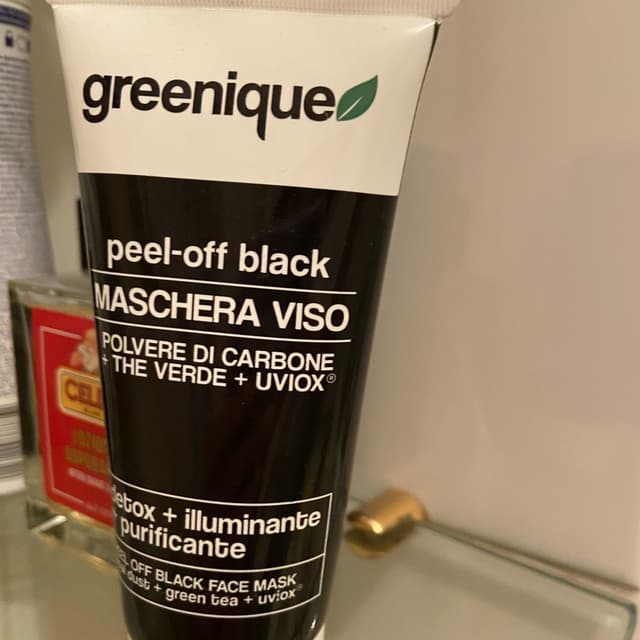 greenique
peel-off black
MASCHERA VISO
POLVERE DI CARBONE
+ THE VERDE + UVIOX®
detox + illuminante
+ purificante
OFF BLACK FACE MASK
dust + green tea + uviox®